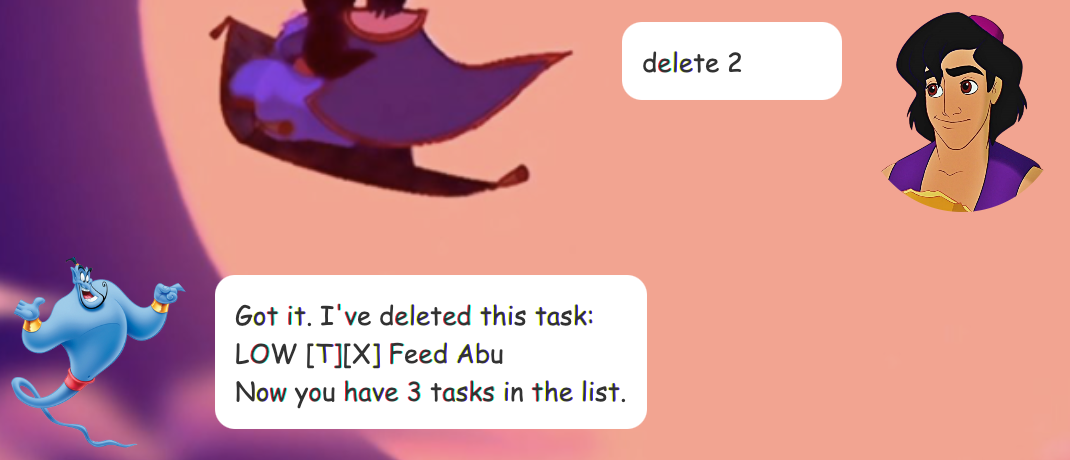 delete 2
Got it. I've deleted this task:
LOW [T][X] Feed Abu
Now you have 3 tasks in the list.